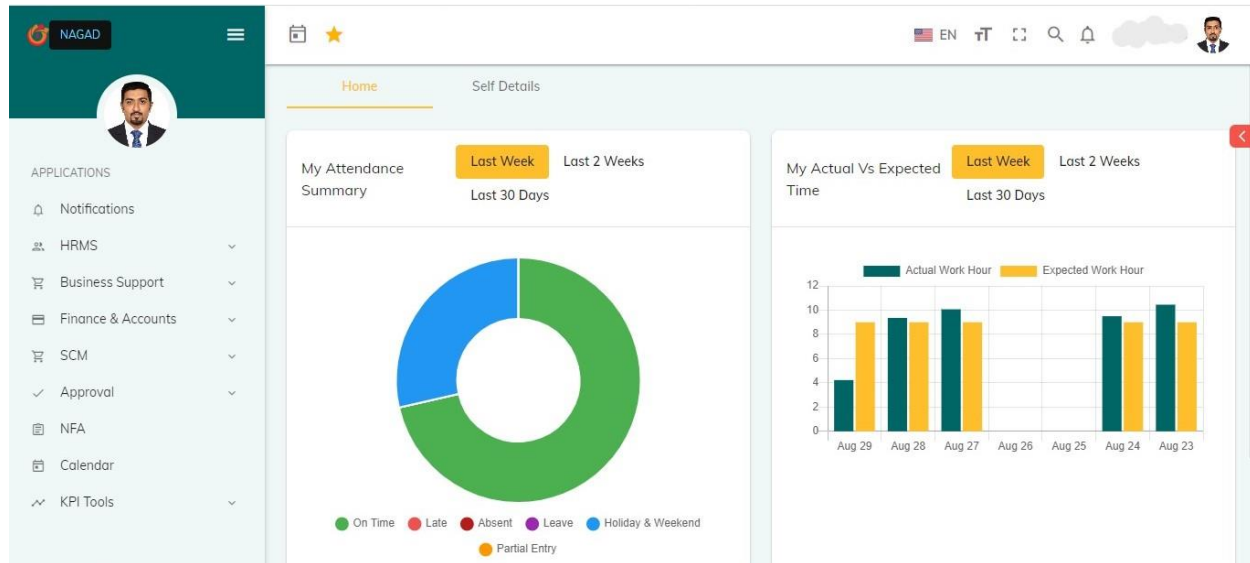 NAGAD
EN
Home
Self Details
APPLICATIONS
Notifications
HRMS
Business Support
Finance & Accounts
SCM
Approval
NFA
Calendar
KPI Tools
My Attendance
Summary
Last Week
Last 2 Weeks
Last 30 Days
On Time
Late
Absent
Leave
Holiday & Weekend
Partial Entry
My Actual Vs Expected
Time
Last Week
Last 2 Weeks
Last 30 Days
Actual Work Hour
Expected Work Hour
12
10
8
6
4
2
0
Aug 29
Aug 28
Aug 27
Aug 26
Aug 25
Aug 24
Aug 23